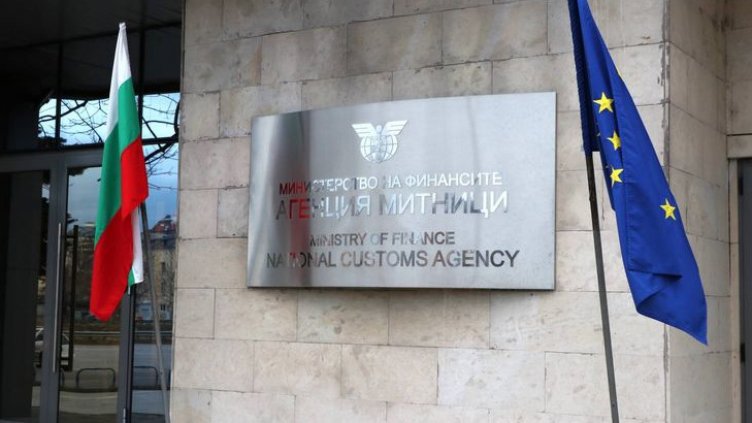 МИНИСТЕРСТВО НА ФИНАНСИТЕ
АГЕНЦИЯ МИТНИЦИ
MINISTRY OF FINANCE
NATIONAL CUSTOMS AGENCY